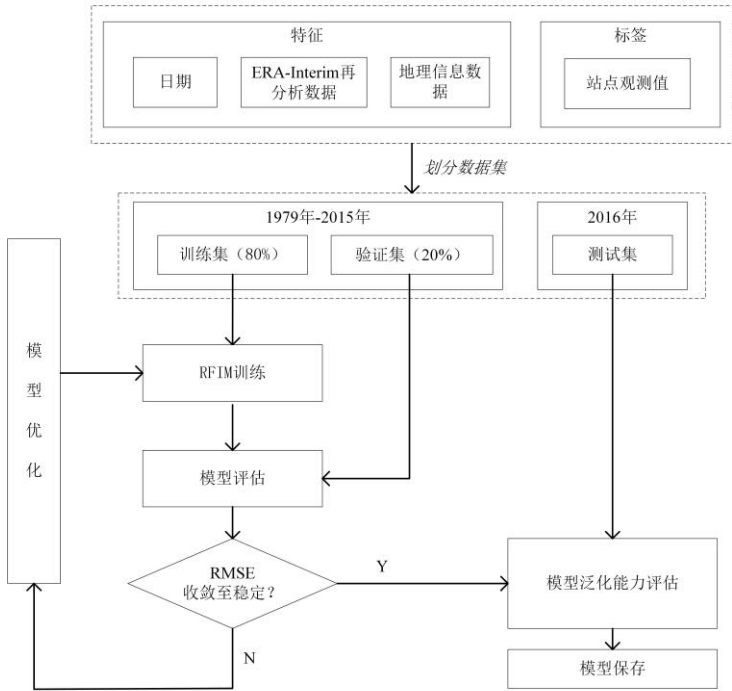 特征
标签
日期
ERA-Interim再
分析数据
地理信息数
据
站点观测值
划分数据集
1979年-2015年
2016年
训练集（80%）
验证集（20%）
测试集
模
型
优
化
RFIM训练
模型评估
RMSE
收敛至稳定？
Y
模型泛化能力评估
N
模型保存